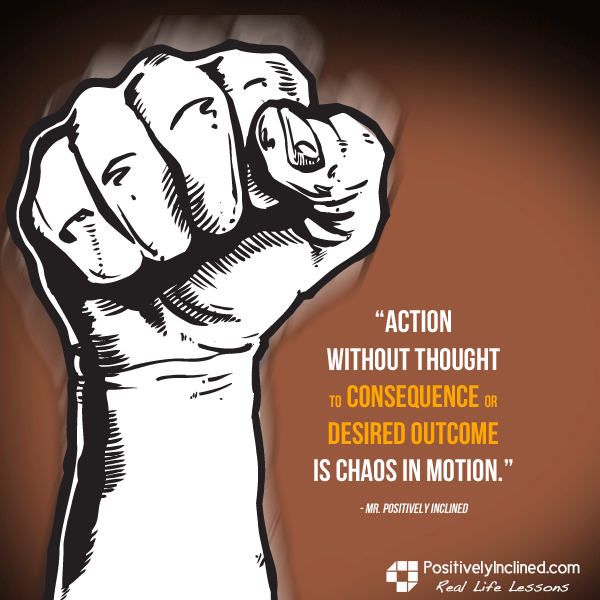 “ACTION
WITHOUT THOUGHT
TO CONSEQUENCE OR
DESIRED OUTCOME
IS CHAOS IN MOTION.”
- MR. POSITIVELY INCLINED
PositivelyInclined.com
Real Life Lessons